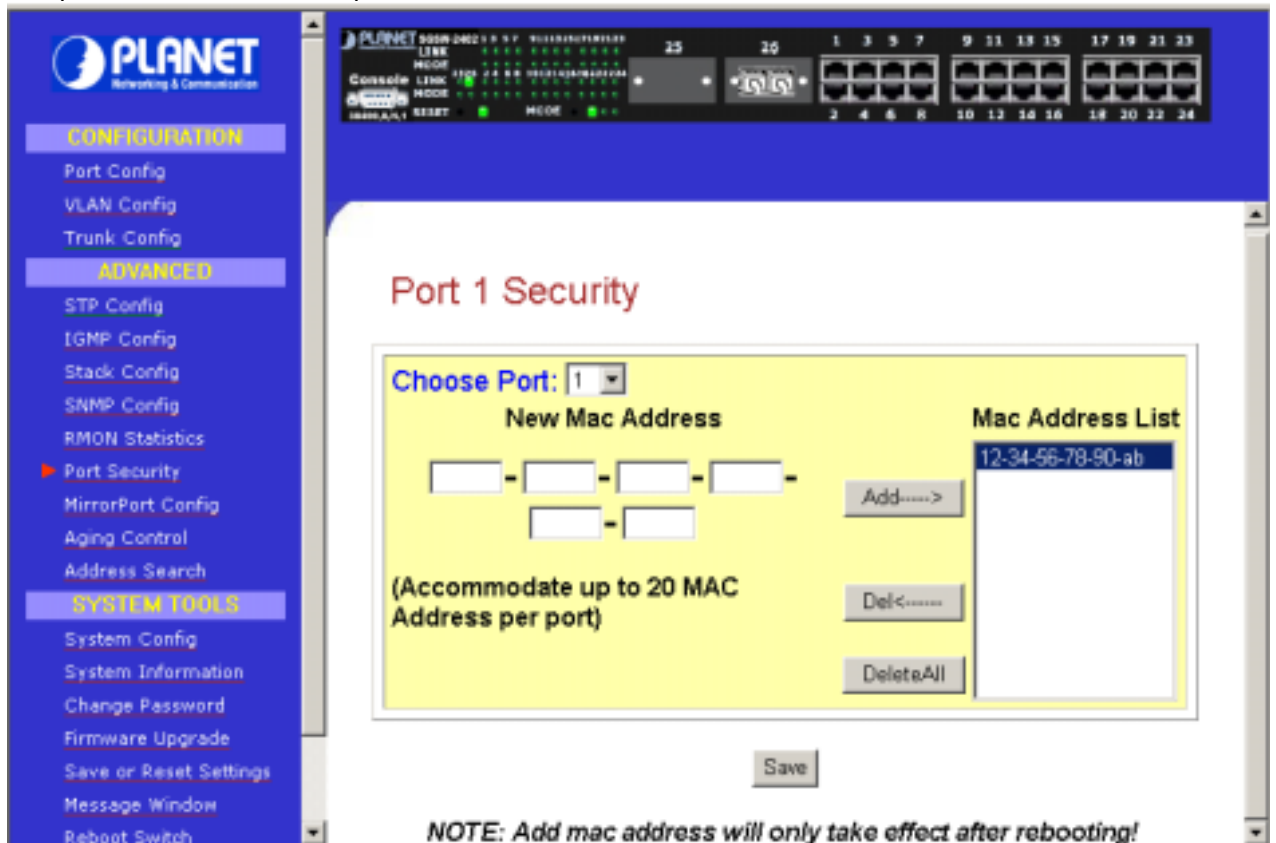 PLANET
Networking & Communication
CONFIGURATION
Port Config
VLAN Config
Trunk Config
ADVANCED
STP Config
IGMP Config
Stack Config
SNMP Config
RMON Statistics
Port Security
MirrorPort Config
Aging Control
Address Search
SYSTEM TOOLS
System Config
System Information
Change Password
Firmware Upgrade
Save or Reset Settings
Message Window
Reboot Switch
PLANET
LINK
MODE
Console LINK
MODE
RESET MODE
25 26
1 3 5 7 9 11 13 15 17 19 21 23
2 4 6 8 10 12 14 16 18 20 22 24
Port 1 Security
Choose Port: 1
New Mac Address
Mac Address List
12-34-56-78-90-ab
- - - -
Add----->
-
(Accommodate up to 20 MAC
Address per port)
Del<------
DeleteAll
Save
NOTE: Add mac address will only take effect after rebooting!